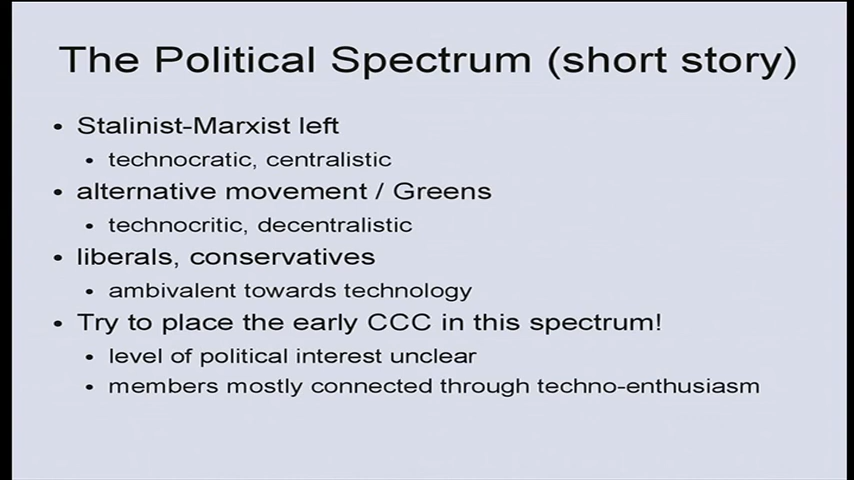 The Political Spectrum (short story)
• Stalinist-Marxist left
• technocratic, centralistic
• alternative movement / Greens
• technocritic, decentralistic
• liberals, conservatives
• ambivalent towards technology
• Try to place the early CCC in this spectrum!
• level of political interest unclear
• members mostly connected through techno-enthusiasm